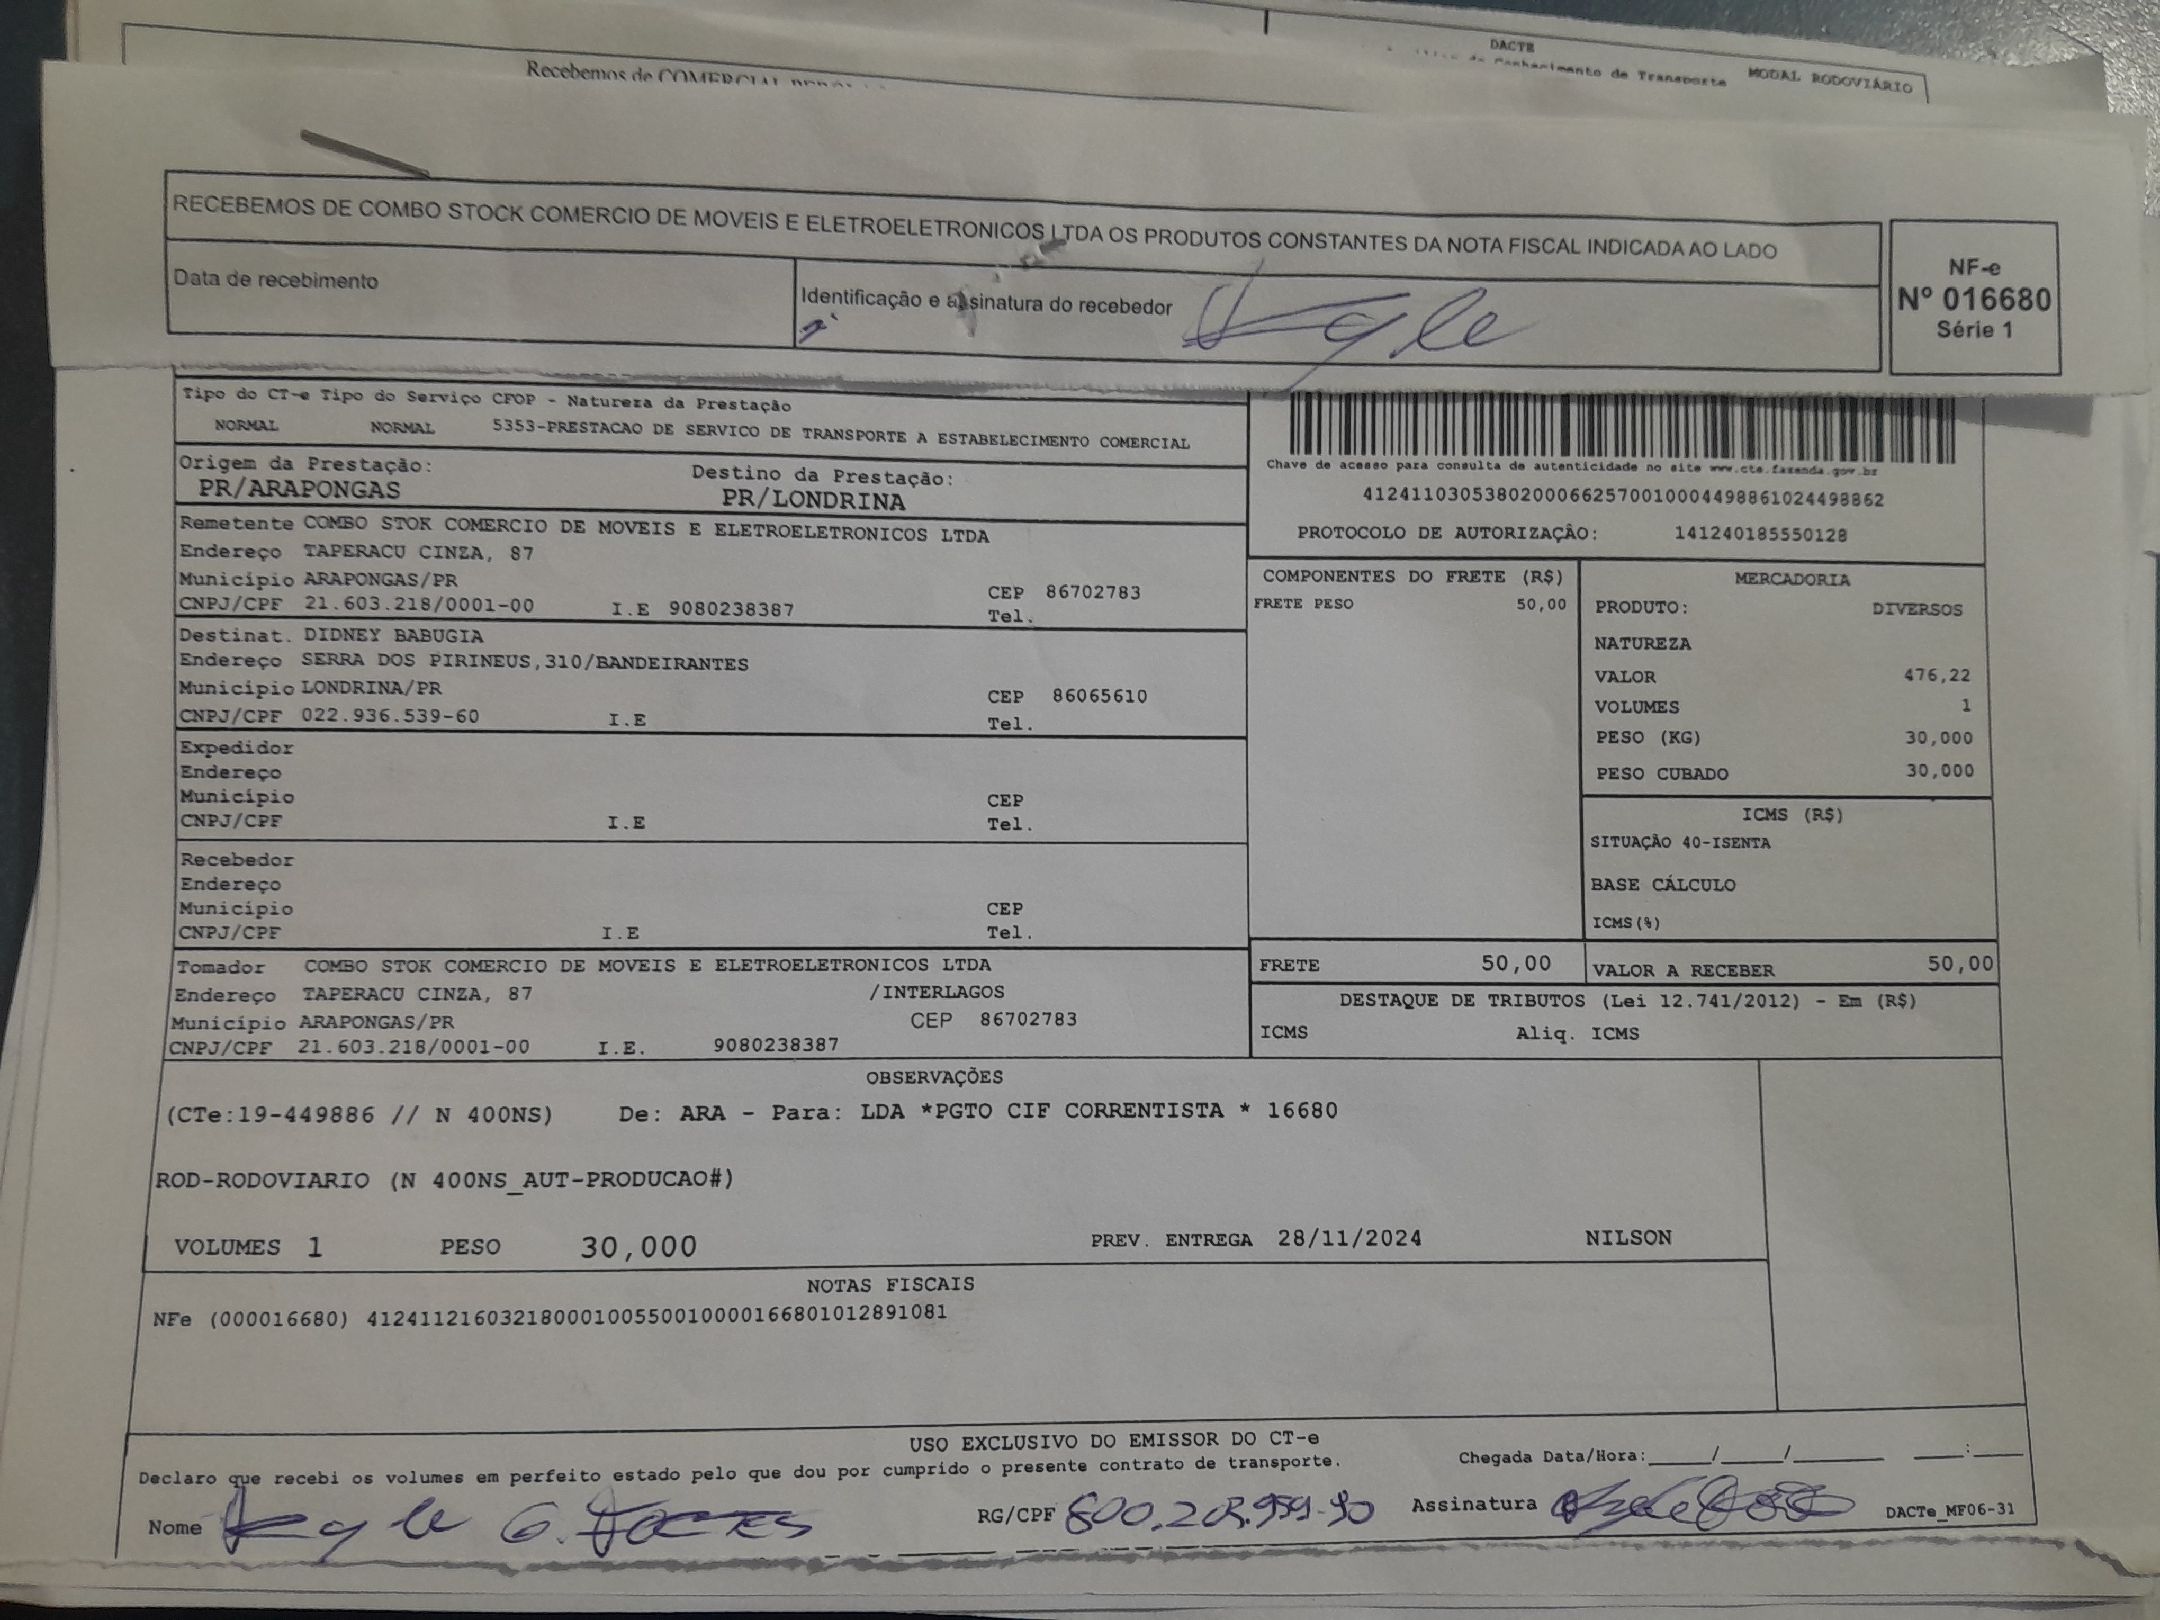 DACTE
Conhecimento de Transporte MODAL RODOVIÁRIO
Recebemos de COMERCIAL
RECEBEMOS DE COMBO STOCK COMERCIO DE MOVEIS E ELETROELETRONICOS LTDA OS PRODUTOS CONSTANTES DA NOTA FISCAL INDICADA AO LADO
Data de recebimento
Identificação e assinatura do recebedor
NF-e
Nº 016680
Série 1
Tipo do CT-e Tipo do Serviço CFOP - Natureza da Prestação
NORMAL NORMAL 5353-PRESTACAO DE SERVICO DE TRANSPORTE A ESTABELECIMENTO COMERCIAL
Origem da Prestação: Destino da Prestação:
PR/ARAPONGAS PR/LONDRINA
Chave de acesso para consulta de autenticidade no site www.cte.fazenda.gov.br
41241103053802000662570010004498861024498862
PROTOCOLO DE AUTORIZAÇÂO: 141240185550128
Remetente COMBO STOK COMERCIO DE MOVEIS E ELETROELETRONICOS LTDA
Endereço TAPERACU CINZA, 87
Município ARAPONGAS/PR CEP 86702783
CNPJ/CPF 21.603.218/0001-00 I.E 9080238387 Tel.
Destinat. DIDNEY BABUGIA
Endereço SERRA DOS PIRINEUS,310/BANDEIRANTES
Município LONDRINA/PR CEP 86065610
CNPJ/CPF 022.936.539-60 I.E Tel.
Expedidor
Endereço
Município CEP
CNPJ/CPF I.E Tel.
Recebedor
Endereço
Município CEP
CNPJ/CPF I.E Tel.
Tomador COMBO STOK COMERCIO DE MOVEIS E ELETROELETRONICOS LTDA
Endereço TAPERACU CINZA, 87 /INTERLAGOS
Município ARAPONGAS/PR CEP 86702783
CNPJ/CPF 21.603.218/0001-00 I.E. 9080238387
COMPONENTES DO FRETE (R$)
FRETE PESO 50,00
MERCADORIA
PRODUTO: DIVERSOS
NATUREZA
VALOR 476,22
VOLUMES 1
PESO (KG) 30,000
PESO CUBADO 30,000
ICMS (R$)
SITUAÇÃO 40-ISENTA
BASE CÁLCULO
ICMS(%)
FRETE 50,00 VALOR A RECEBER 50,00
DESTAQUE DE TRIBUTOS (Lei 12.741/2012) - Em (R$)
ICMS Aliq. ICMS
OBSERVAÇÕES
(CTe:19-449886 // N 400NS) De: ARA - Para: LDA *PGTO CIF CORRENTISTA * 16680
ROD-RODOVIARIO (N 400NS_AUT-PRODUCAO#)
VOLUMES 1 PESO 30,000 PREV. ENTREGA 28/11/2024 NILSON
NOTAS FISCAIS
NFe (000016680) 41241121603218000100550010000166801012891081
USO EXCLUSIVO DO EMISSOR DO CT-e
Declaro que recebi os volumes em perfeito estado pelo que dou por cumprido o presente contrato de transporte.
Chegada Data/Hora:_____/_____/________ ____:____
Nome
RG/CPF
Assinatura
DACTe_MF06-31